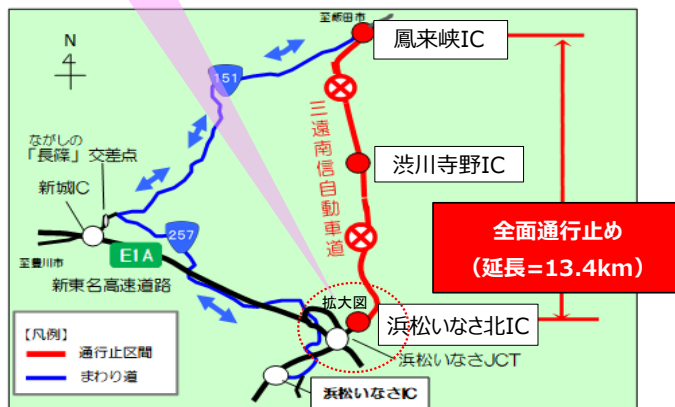 至飯田市
鳳来峡IC
N
151
三遠南信自動車道
ながしの
「長篠」交差点
渋川寺野IC
新城IC
257
全面通行止め
(延長=13.4km)
E1A
至豊川市
新東名高速道路
拡大図
浜松いなさ北IC
【凡例】
通行止区間
まわり道
浜松いなさJCT
浜松いなさIC